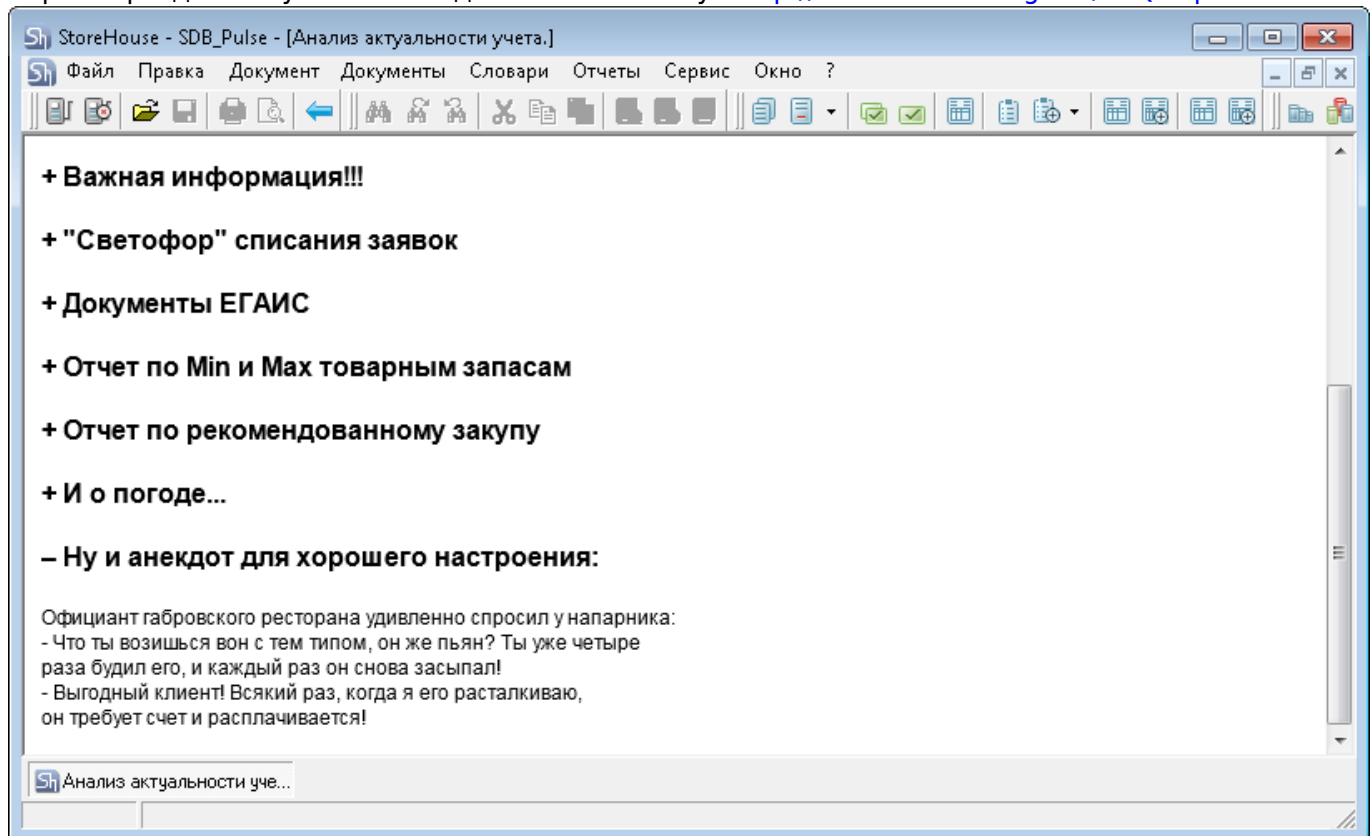 StoreHouse - SDB_Pulse - [Анализ актуальности учета.]
Файл Правка Документ Документы Словари Отчеты Сервис Окно ?
+ Важная информация!!!
+ "Светофор" списания заявок
+ Документы ЕГАИС
+ Отчет по Min и Max товарным запасам
+ Отчет по рекомендованному закупу
+ И о погоде...
– Ну и анекдот для хорошего настроения:
Официант габровского ресторана удивленно спросил у напарника:
- Что ты возишься вон с тем типом, он же пьян? Ты уже четыре
раза будил его, и каждый раз он снова засыпал!
- Выгодный клиент! Всякий раз, когда я его расталкиваю,
он требует счет и расплачивается!
Sh Анализ актуальности уче...